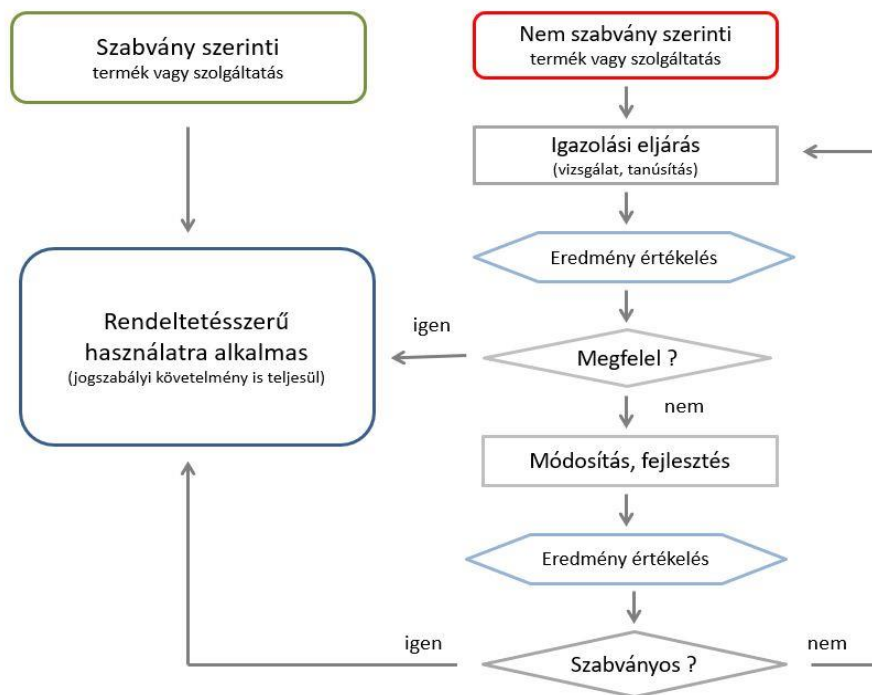 Szabvány szerinti
termék vagy szolgáltatás
Nem szabvány szerinti
termék vagy szolgáltatás
Igazolási eljárás
(vizsgálat, tanúsítás)
Eredmény értékelés
Rendeltetésszerű
használatra alkalmas
(jogszabályi követelmény is teljesül)
igen
Megfelel ?
nem
Módosítás, fejlesztés
Eredmény értékelés
igen
Szabványos ?
nem